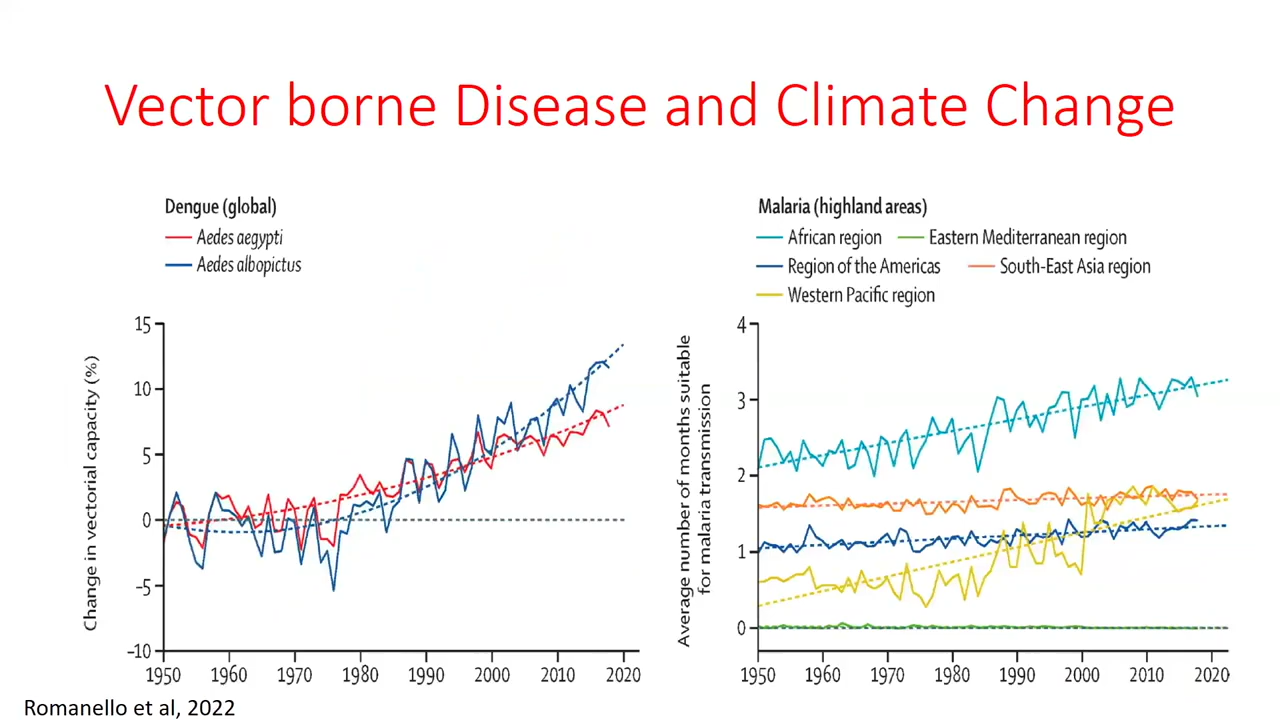 Vector borne Disease and Climate Change
Dengue (global)
Aedes aegypti
Aedes albopictus
Change in vectorial capacity (%)
15
10
5
0
–5
–10
1950 1960 1970 1980 1990 2000 2010 2020
Malaria (highland areas)
African region Eastern Mediterranean region
Region of the Americas South-East Asia region
Western Pacific region
Average number of months suitable
for malaria transmission
4
3
2
1
0
1950 1960 1970 1980 1990 2000 2010 2020
Romanello et al, 2022